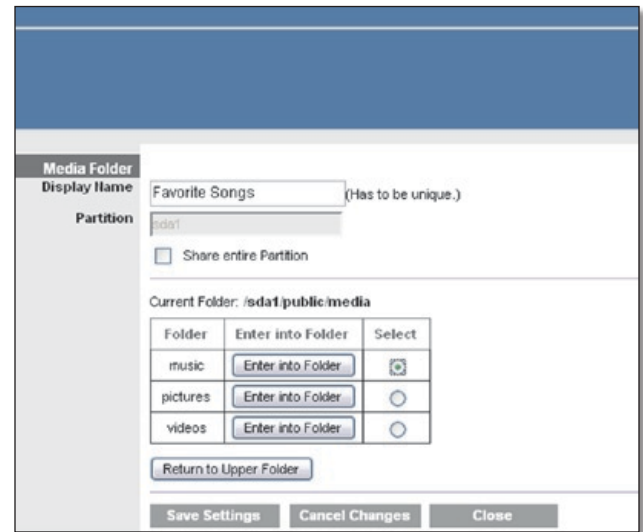 Media Folder
Display Name Favorite Songs (Has to be unique.)
Partition sda1
Share entire Partition
Current Folder: /sda1/public/media
Folder Enter into Folder Select
music Enter into Folder
pictures Enter into Folder
videos Enter into Folder
Return to Upper Folder
Save Settings Cancel Changes Close